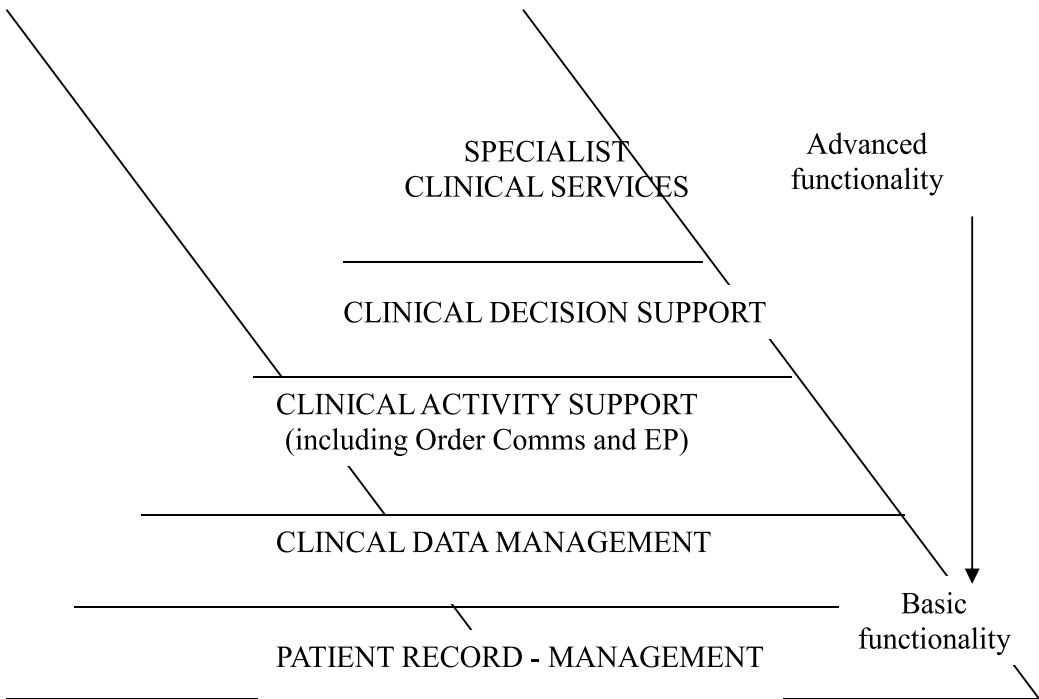 SPECIALIST
CLINICAL SERVICES
Advanced
functionality
CLINICAL DECISION SUPPORT
CLINICAL ACTIVITY SUPPORT
(including Order Comms and EP)
CLINCAL DATA MANAGEMENT
Basic
functionality
PATIENT RECORD - MANAGEMENT